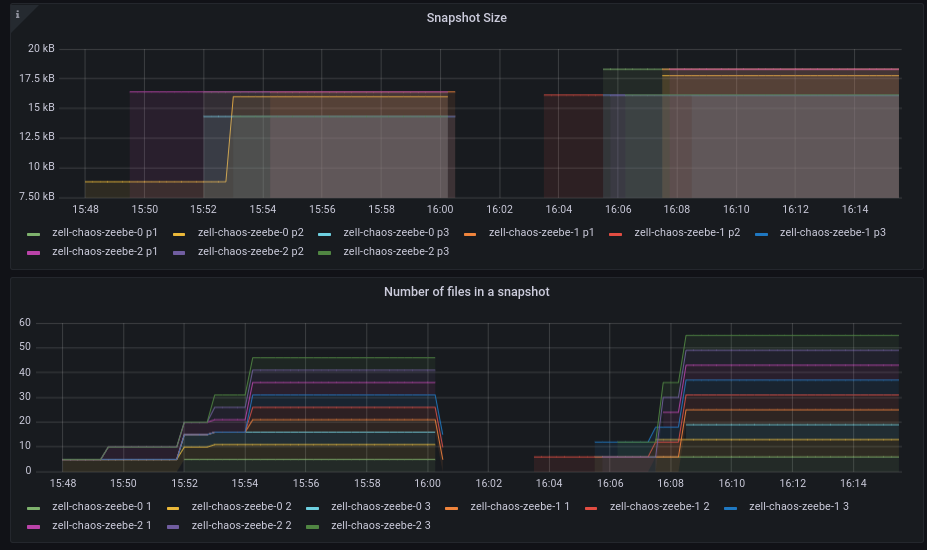 i
Snapshot Size
20 kB
17.5 kB
15 kB
12.5 kB
10 kB
7.50 kB
15:48 15:50 15:52 15:54 15:56 15:58 16:00 16:02 16:04 16:06 16:08 16:10 16:12 16:14
zell-chaos-zeebe-0 p1 zell-chaos-zeebe-0 p2 zell-chaos-zeebe-0 p3 zell-chaos-zeebe-1 p1 zell-chaos-zeebe-1 p2 zell-chaos-zeebe-1 p3
zell-chaos-zeebe-2 p1 zell-chaos-zeebe-2 p2 zell-chaos-zeebe-2 p3
Number of files in a snapshot
60
50
40
30
20
10
0
15:48 15:50 15:52 15:54 15:56 15:58 16:00 16:02 16:04 16:06 16:08 16:10 16:12 16:14
zell-chaos-zeebe-0 1 zell-chaos-zeebe-0 2 zell-chaos-zeebe-0 3 zell-chaos-zeebe-1 1 zell-chaos-zeebe-1 2 zell-chaos-zeebe-1 3
zell-chaos-zeebe-2 1 zell-chaos-zeebe-2 2 zell-chaos-zeebe-2 3